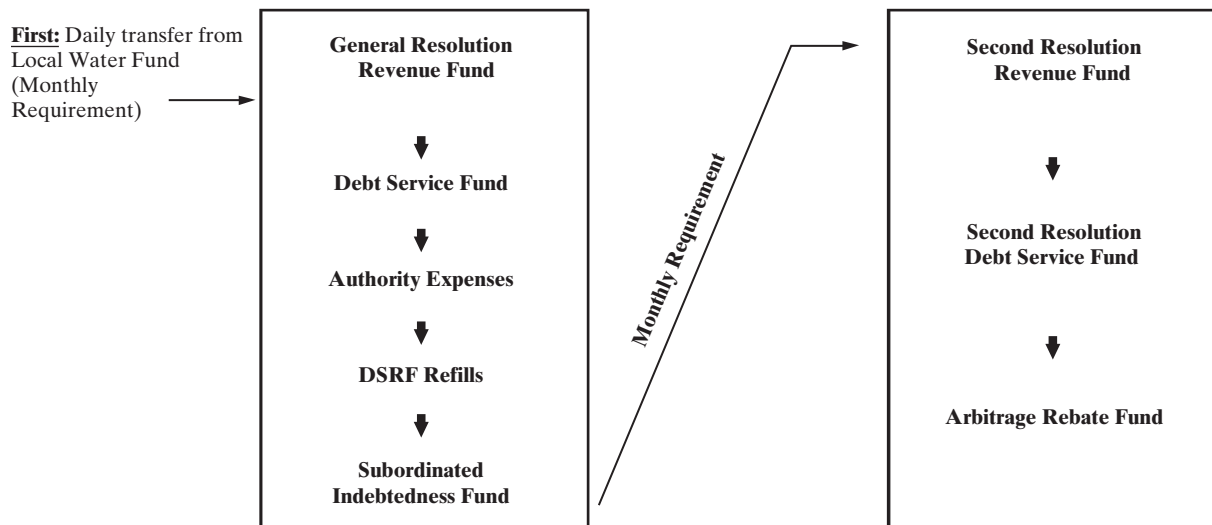 First: Daily transfer from
Local Water Fund
(Monthly
Requirement)
General Resolution
Revenue Fund
Debt Service Fund
Authority Expenses
DSRF Refills
Subordinated
Indebtedness Fund
Monthly Requirement
Second Resolution
Revenue Fund
Second Resolution
Debt Service Fund
Arbitrage Rebate Fund